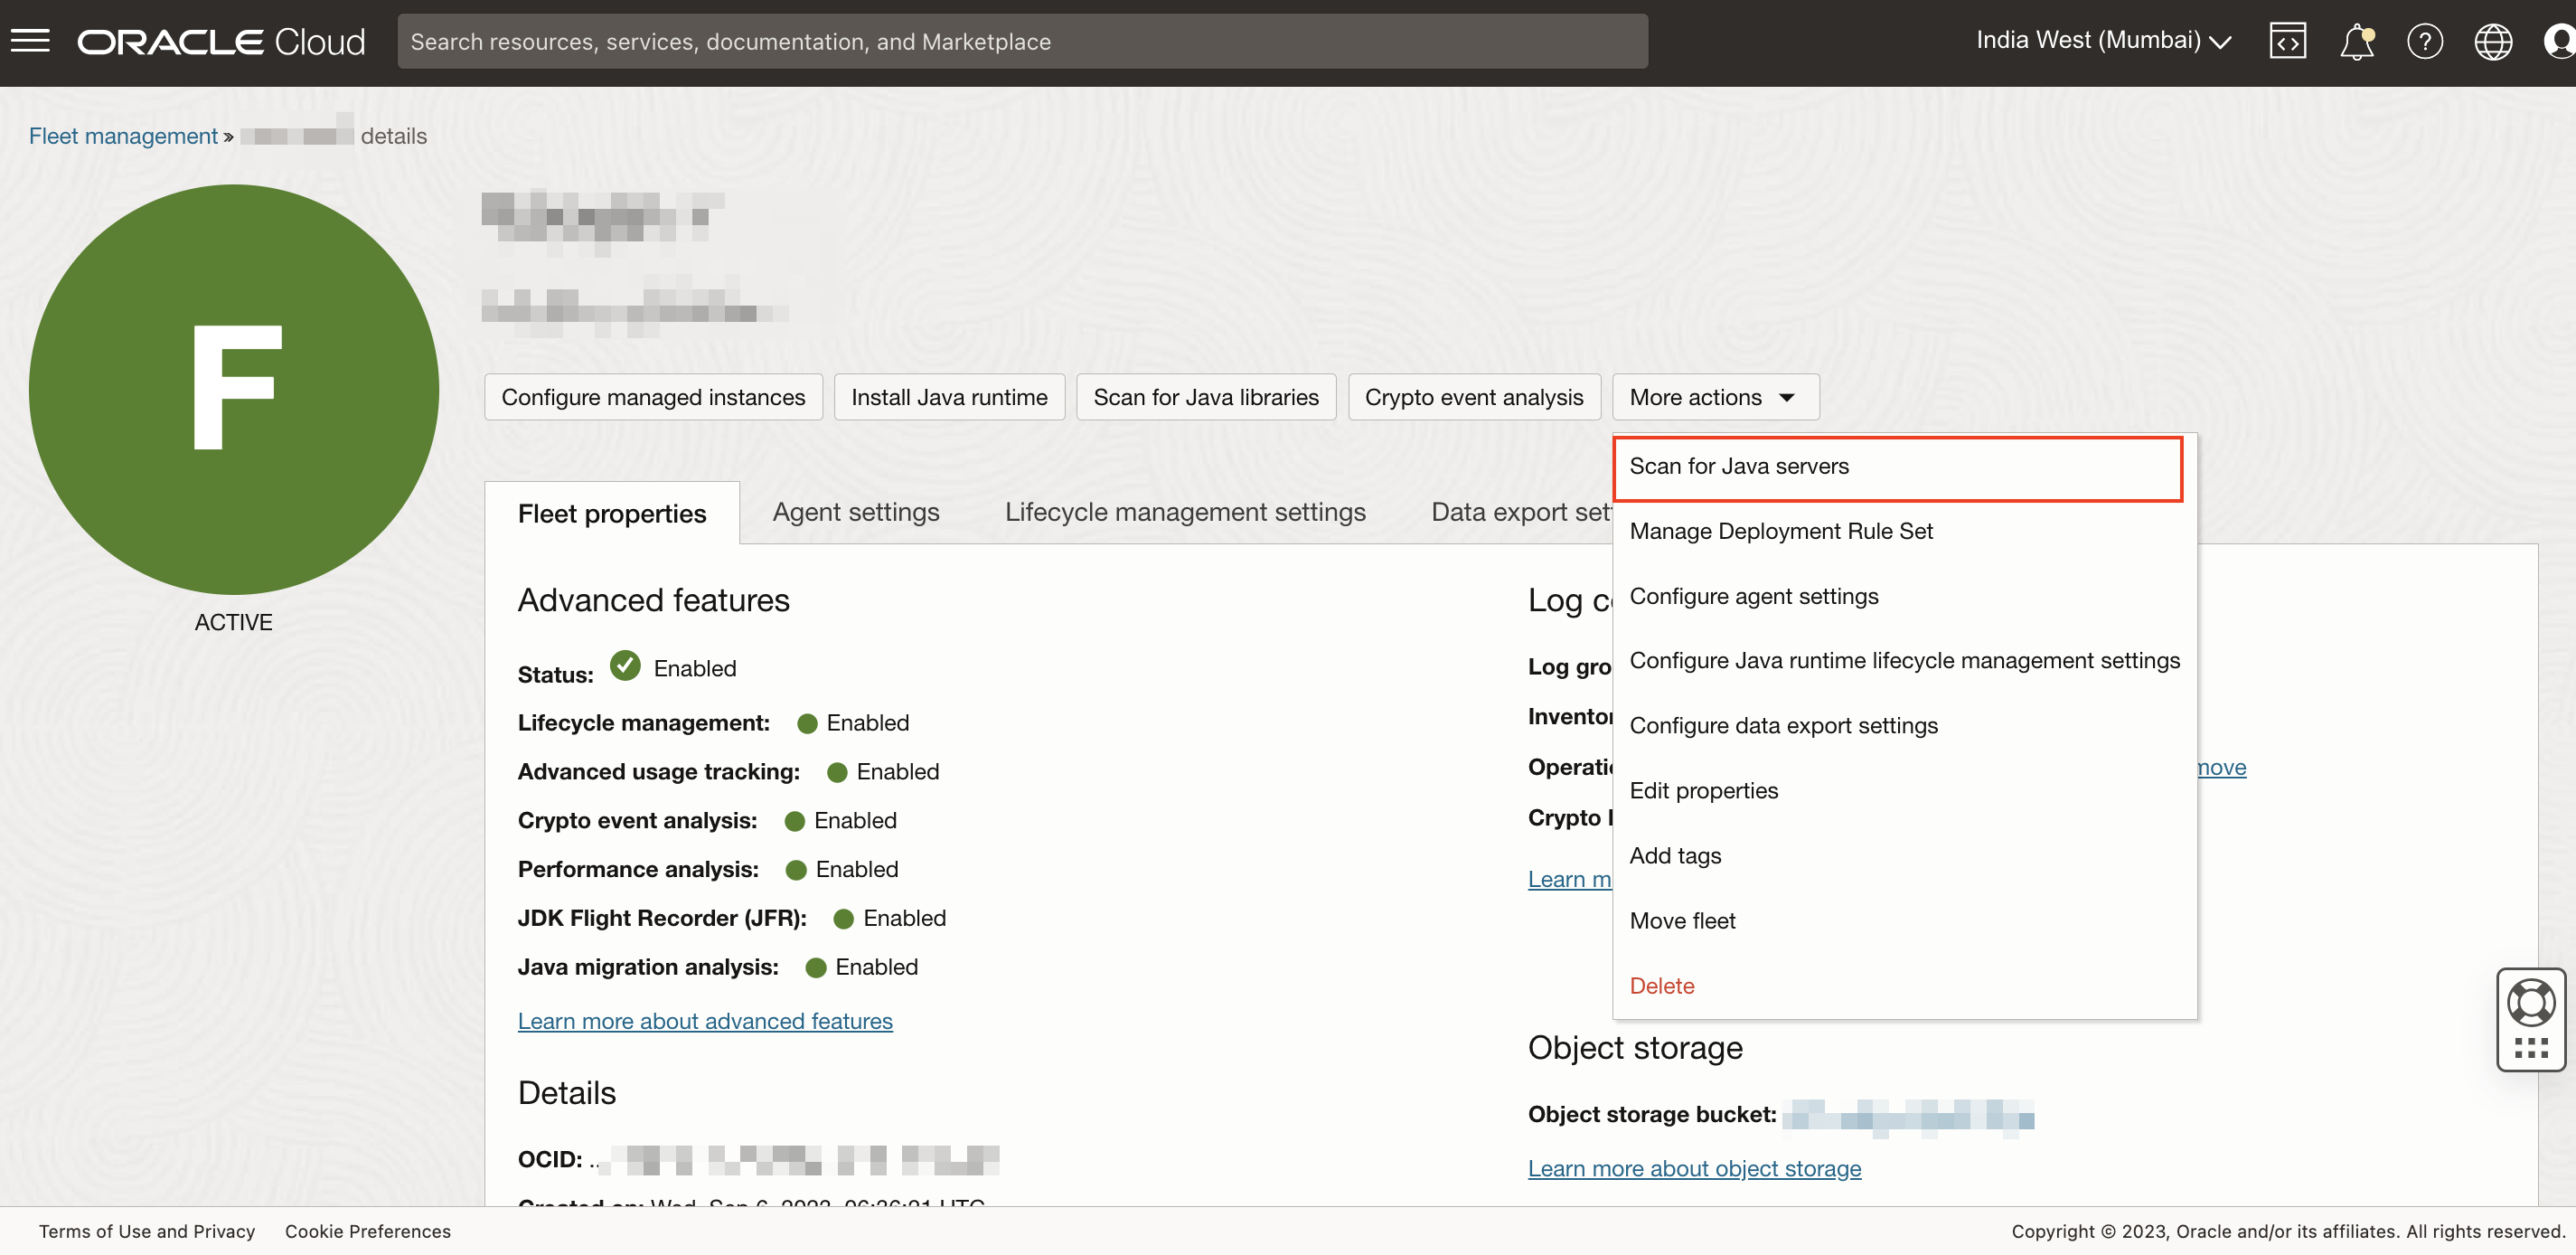 ORACLE Cloud
Search resources, services, documentation, and Marketplace
India West (Mumbai)
Fleet management » details
F
ACTIVE
Configure managed instances
Install Java runtime
Scan for Java libraries
Crypto event analysis
More actions
Scan for Java servers
Manage Deployment Rule Set
Configure agent settings
Configure Java runtime lifecycle management settings
Configure data export settings
Edit properties
Add tags
Move fleet
Delete
Fleet properties
Agent settings
Lifecycle management settings
Data export set
Advanced features
Status: Enabled
Lifecycle management: Enabled
Advanced usage tracking: Enabled
Crypto event analysis: Enabled
Performance analysis: Enabled
JDK Flight Recorder (JFR): Enabled
Java migration analysis: Enabled
Learn more about advanced features
Details
OCID: ..
Created on: Wed, Sep 6, 2023, 06:36:21 UTC
Log c
Log gro
Inventor
Operati
move
Crypto
Learn m
Object storage
Object storage bucket:
Learn more about object storage
Terms of Use and Privacy
Cookie Preferences
Copyright © 2023, Oracle and/or its affiliates. All rights reserved.